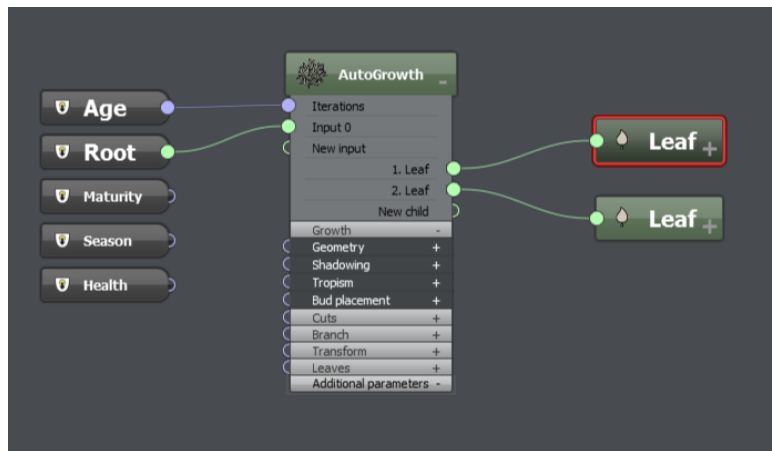 Age
Root
Maturity
Season
Health
AutoGrowth -
Iterations
Input 0
New input
1. Leaf
2. Leaf
New child
Growth -
Geometry +
Shadowing +
Tropism +
Bud placement +
Cuts +
Branch +
Transform +
Leaves +
Additional parameters -
Leaf +
Leaf +